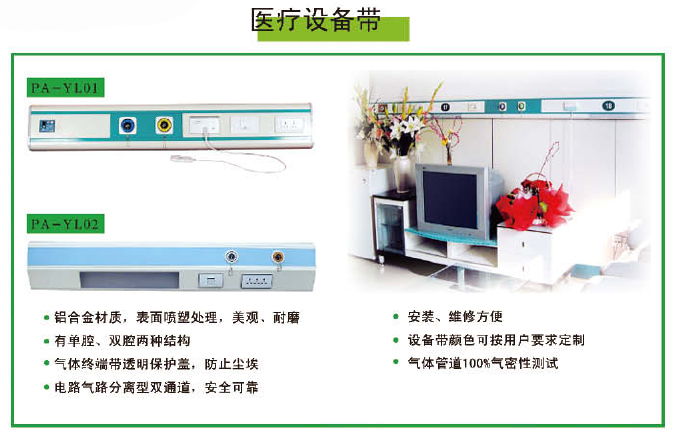 医疗设备带
PA-YL01
PA-YL02
铝合金材质，表面喷塑处理，美观、耐磨
有单腔、双腔两种结构
气体终端带透明保护盖，防止尘埃
电路气路分离型双通道，安全可靠
安装、维修方便
设备带颜色可按用户要求定制
气体管道100%气密性测试